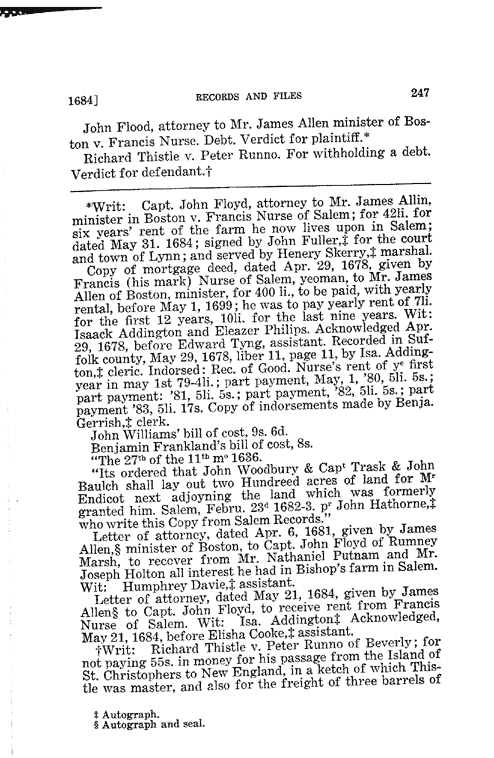 1684] RECORDS AND FILES 247
John Flood, attorney to Mr. James Allen minister of Bos-
ton v. Francis Nurse. Debt. Verdict for plaintiff.*
Richard Thistle v. Peter Runno. For withholding a debt.
Verdict for defendant.†
*Writ: Capt. John Floyd, attorney to Mr. James Allin,
minister in Boston v. Francis Nurse of Salem; for 42li. for
six years' rent of the farm he now lives upon in Salem;
dated May 31. 1684; signed by John Fuller,‡ for the court
and town of Lynn; and served by Henery Skerry,‡ marshal.
Copy of mortgage deed, dated Apr. 29, 1678, given by
Francis (his mark) Nurse of Salem, yeoman, to Mr. James
Allen of Boston, minister, for 400 li., to be paid, with yearly
rental, before May 1, 1699; he was to pay yearly rent of 7li.
for the first 12 years, 10li. for the last nine years. Wit:
Isaack Addington and Eleazer Philips. Acknowledged Apr.
29, 1678, before Edward Tyng, assistant. Recorded in Suf-
folk county, May 29, 1678, liber 11, page 11, by Isa. Adding-
ton,‡ cleric. Indorsed: Rec. of Good. Nurse's rent of yᵉ first
year in may 1st 79-4li.; part payment, May, 1, '80, 5li. 5s.;
part payment: '81, 5li. 5s.; part payment, '82, 5li. 5s.; part
payment '83, 5li. 17s. Copy of indorsements made by Benja.
Gerrish,‡ clerk.
John Williams' bill of cost, 9s. 6d.
Benjamin Frankland's bill of cost, 8s.
"The 27ᵗʰ of the 11ᵗʰ mᵒ 1636.
"Its ordered that John Woodbury & Capᵗ Trask & John
Baulch shall lay out two Hundreed acres of land for Mʳ
Endicot next adjoyning the land which was formerly
granted him. Salem, Febru. 23ᵈ 1682-3. pʳ John Hathorne,‡
who write this Copy from Salem Records."
Letter of attorney, dated Apr. 6, 1681, given by James
Allen,§ minister of Boston, to Capt. John Floyd of Rumney
Marsh, to recover from Mr. Nathaniel Putnam and Mr.
Joseph Holton all interest he had in Bishop's farm in Salem.
Wit: Humphrey Davie,‡ assistant.
Letter of attorney, dated May 21, 1684, given by James
Allen§ to Capt. John Floyd, to receive rent from Francis
Nurse of Salem. Wit: Isa. Addington‡ Acknowledged,
May 21, 1684, before Elisha Cooke,‡ assistant.
†Writ: Richard Thistle v. Peter Runno of Beverly; for
not paying 55s. in money for his passage from the Island of
St. Christophers to New England, in a ketch of which This-
tle was master, and also for the freight of three barrels of
‡ Autograph.
§ Autograph and seal.